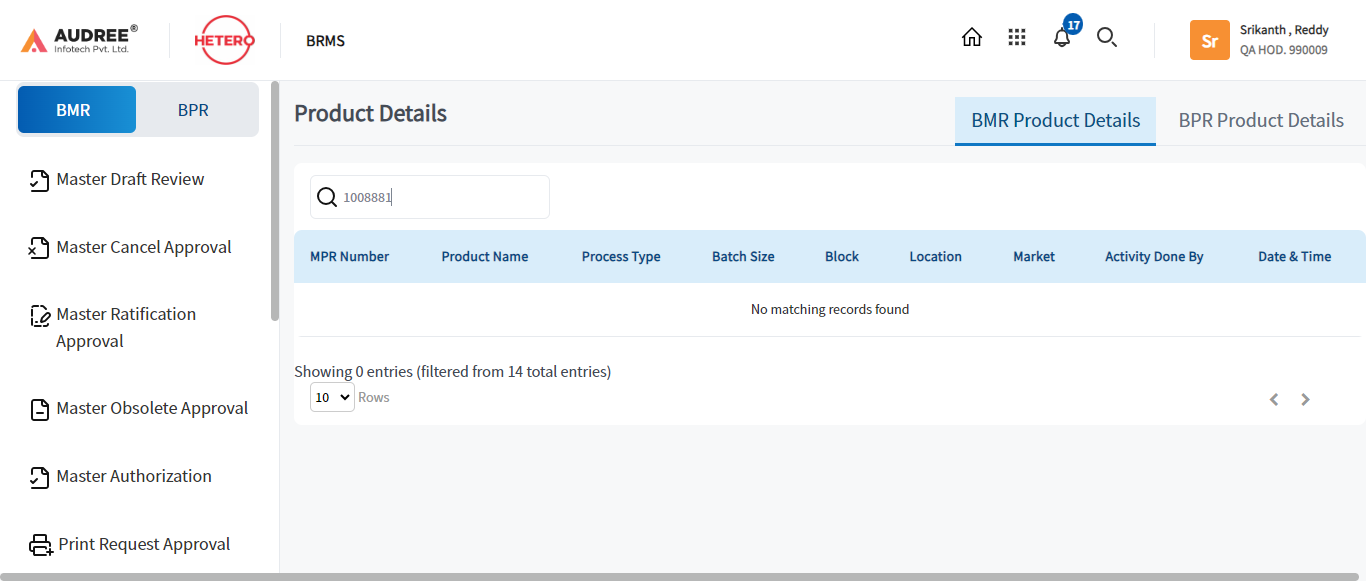 AUDREE®
Infotech Pvt. Ltd.
HETERO
BRMS
17
Sr
Srikanth , Reddy
QA HOD. 990009
BMR
BPR
Master Draft Review
Master Cancel Approval
Master Ratification
Approval
Master Obsolete Approval
Master Authorization
Print Request Approval
Product Details
BMR Product Details
BPR Product Details
1008881
MPR Number Product Name Process Type Batch Size Block Location Market Activity Done By Date & Time
No matching records found
Showing 0 entries (filtered from 14 total entries)
10 Rows